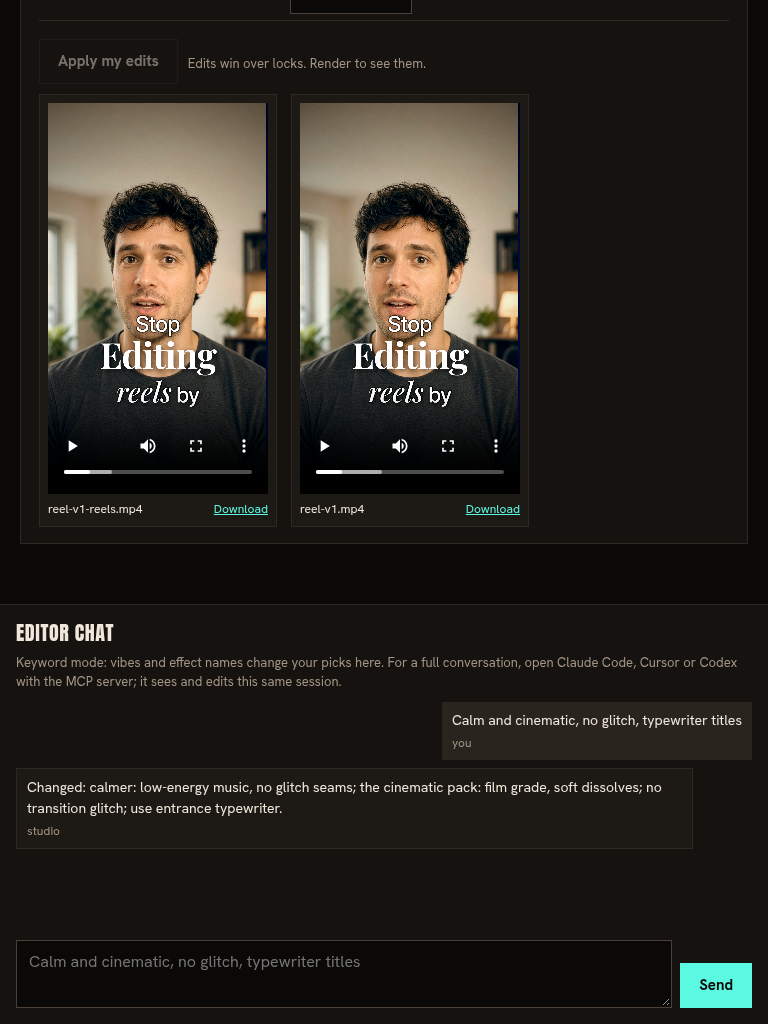 Apply my edits
Edits win over locks. Render to see them.
Stop
Editing
reels by
Stop
Editing
reels by
reel-v1-reels.mp4
Download
reel-v1.mp4
Download
EDITOR CHAT
Keyword mode: vibes and effect names change your picks here. For a full conversation, open Claude Code, Cursor or Codex
with the MCP server; it sees and edits this same session.
Calm and cinematic, no glitch, typewriter titles
you
Changed: calmer: low-energy music, no glitch seams; the cinematic pack: film grade, soft dissolves; no
transition glitch; use entrance typewriter.
studio
Calm and cinematic, no glitch, typewriter titles
Send